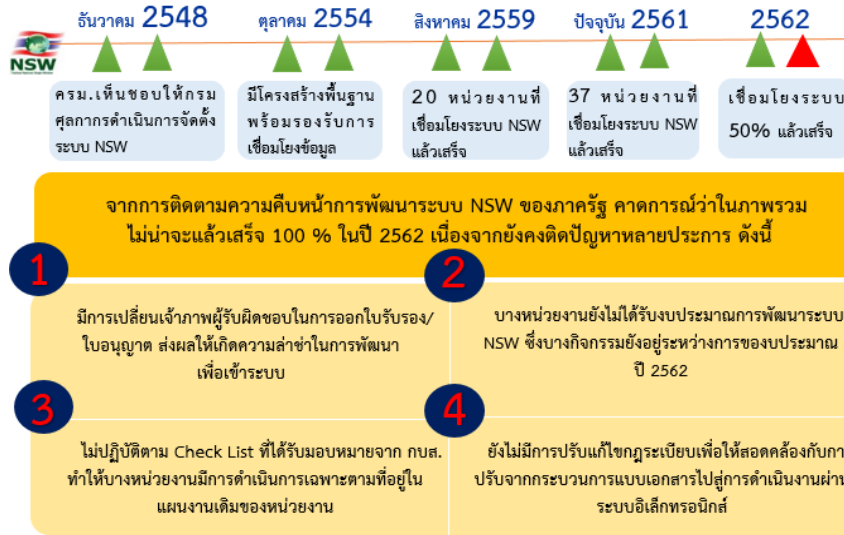 ธันวาคม 2548
ตุลาคม 2554
สิงหาคม 2559
ปัจจุบัน 2561
2562
NSW
ครม.เห็นชอบให้กรม
ศุลกากรดำเนินการจัดตั้ง
ระบบ NSW
มีโครงสร้างพื้นฐาน
พร้อมรองรับการ
เชื่อมโยงข้อมูล
20 หน่วยงานที่
เชื่อมโยงระบบ NSW
แล้วเสร็จ
37 หน่วยงานที่
เชื่อมโยงระบบ NSW
แล้วเสร็จ
เชื่อมโยงระบบ
50% แล้วเสร็จ
จากการติดตามความคืบหน้าการพัฒนาระบบ NSW ของภาครัฐ คาดการณ์ว่าในภาพรวม
ไม่น่าจะแล้วเสร็จ 100 % ในปี 2562 เนื่องจากยังคงติดปัญหาหลายประการ ดังนี้
1
มีการเปลี่ยนเจ้าภาพผู้รับผิดชอบในการออกใบรับรอง/
ใบอนุญาต ส่งผลให้เกิดความล่าช้าในการพัฒนา
เพื่อเข้าระบบ
2
บางหน่วยงานยังไม่ได้รับงบประมาณการพัฒนาระบบ
NSW ซึ่งบางกิจกรรมยังอยู่ระหว่างการของบประมาณ
ปี 2562
3
ไม่ปฏิบัติตาม Check List ที่ได้รับมอบหมายจาก กบส.
ทำให้บางหน่วยงานมีการดำเนินการเฉพาะตามที่อยู่ใน
แผนงานเดิมของหน่วยงาน
4
ยังไม่มีการปรับแก้ไขกฎระเบียบเพื่อให้สอดคล้องกับกา
ปรับจากกระบวนการแบบเอกสารไปสู่การดำเนินงานผ่าน
ระบบอิเล็กทรอนิกส์